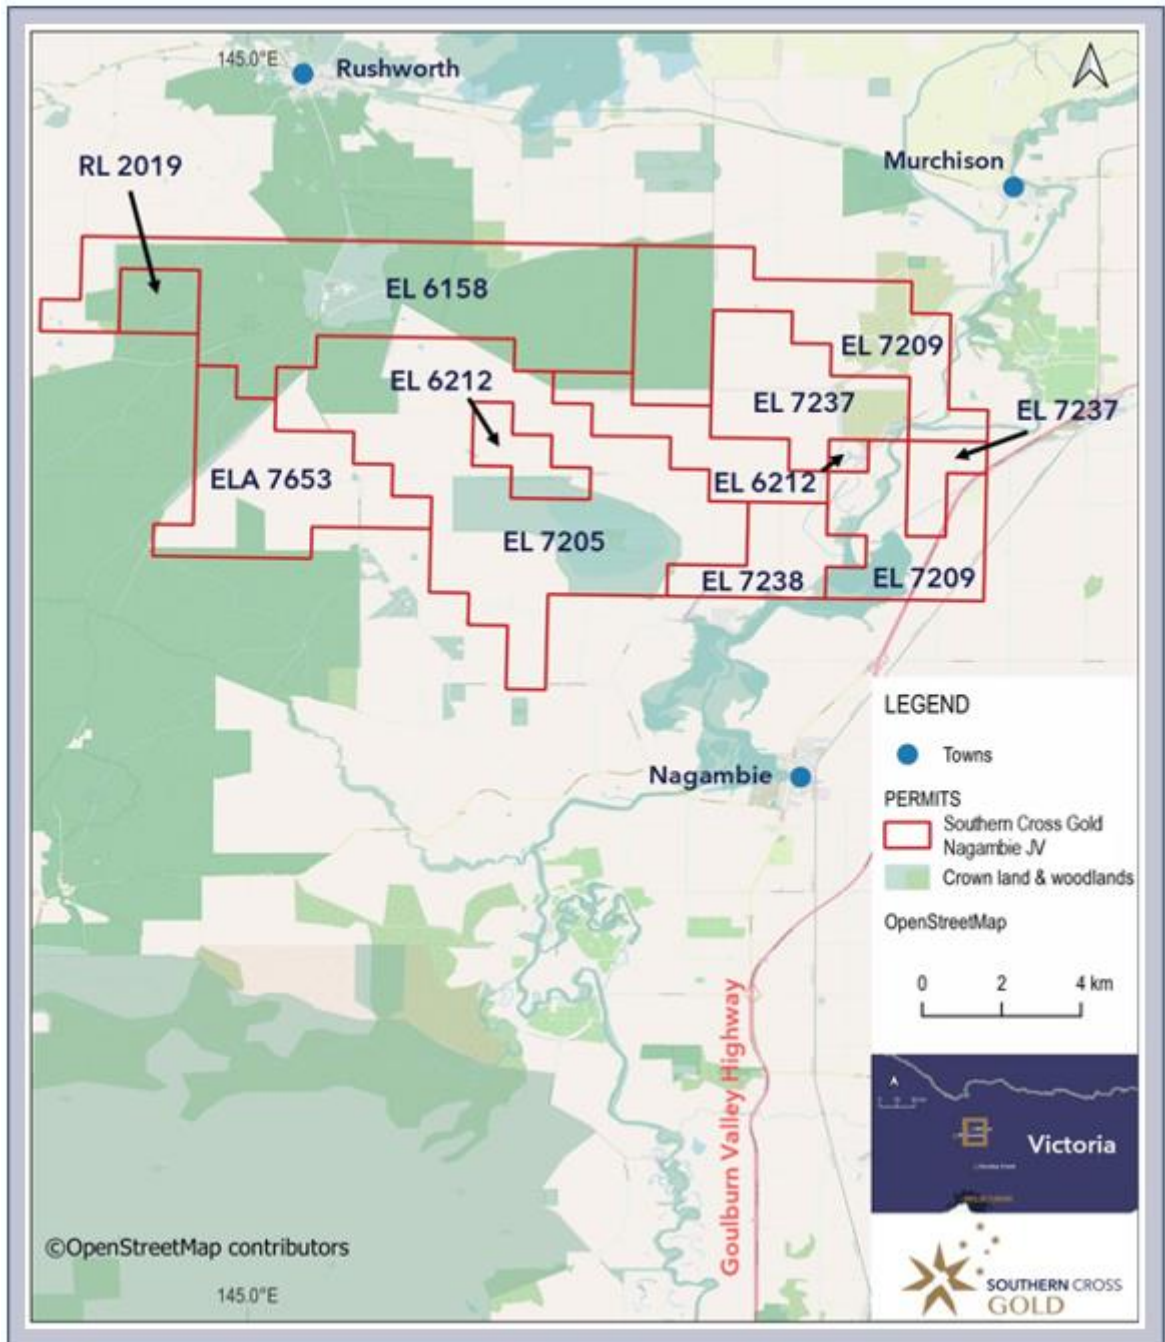 145.0°E
Rushworth
Murchison
RL 2019
EL 6158
EL 7209
EL 6212
EL 7237
EL 7237
ELA 7653
EL 6212
EL 7205
EL 7238
EL 7209
Nagambie
Goulburn Valley Highway
LEGEND
Towns
PERMITS
Southern Cross Gold
Nagambie JV
Crown land & woodlands
OpenStreetMap
0 2 4 km
Victoria
©OpenStreetMap contributors
145.0°E
SOUTHERN CROSS
GOLD